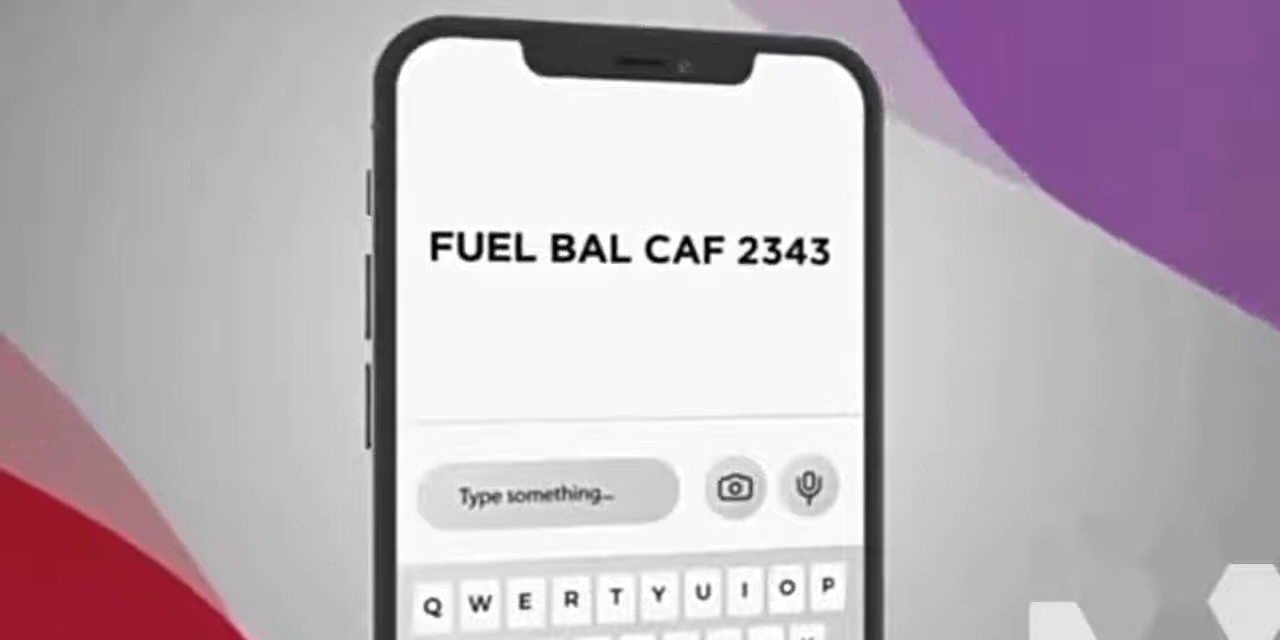 FUEL BAL CAF 2343
Type something...
Q W E R T Y U I O P